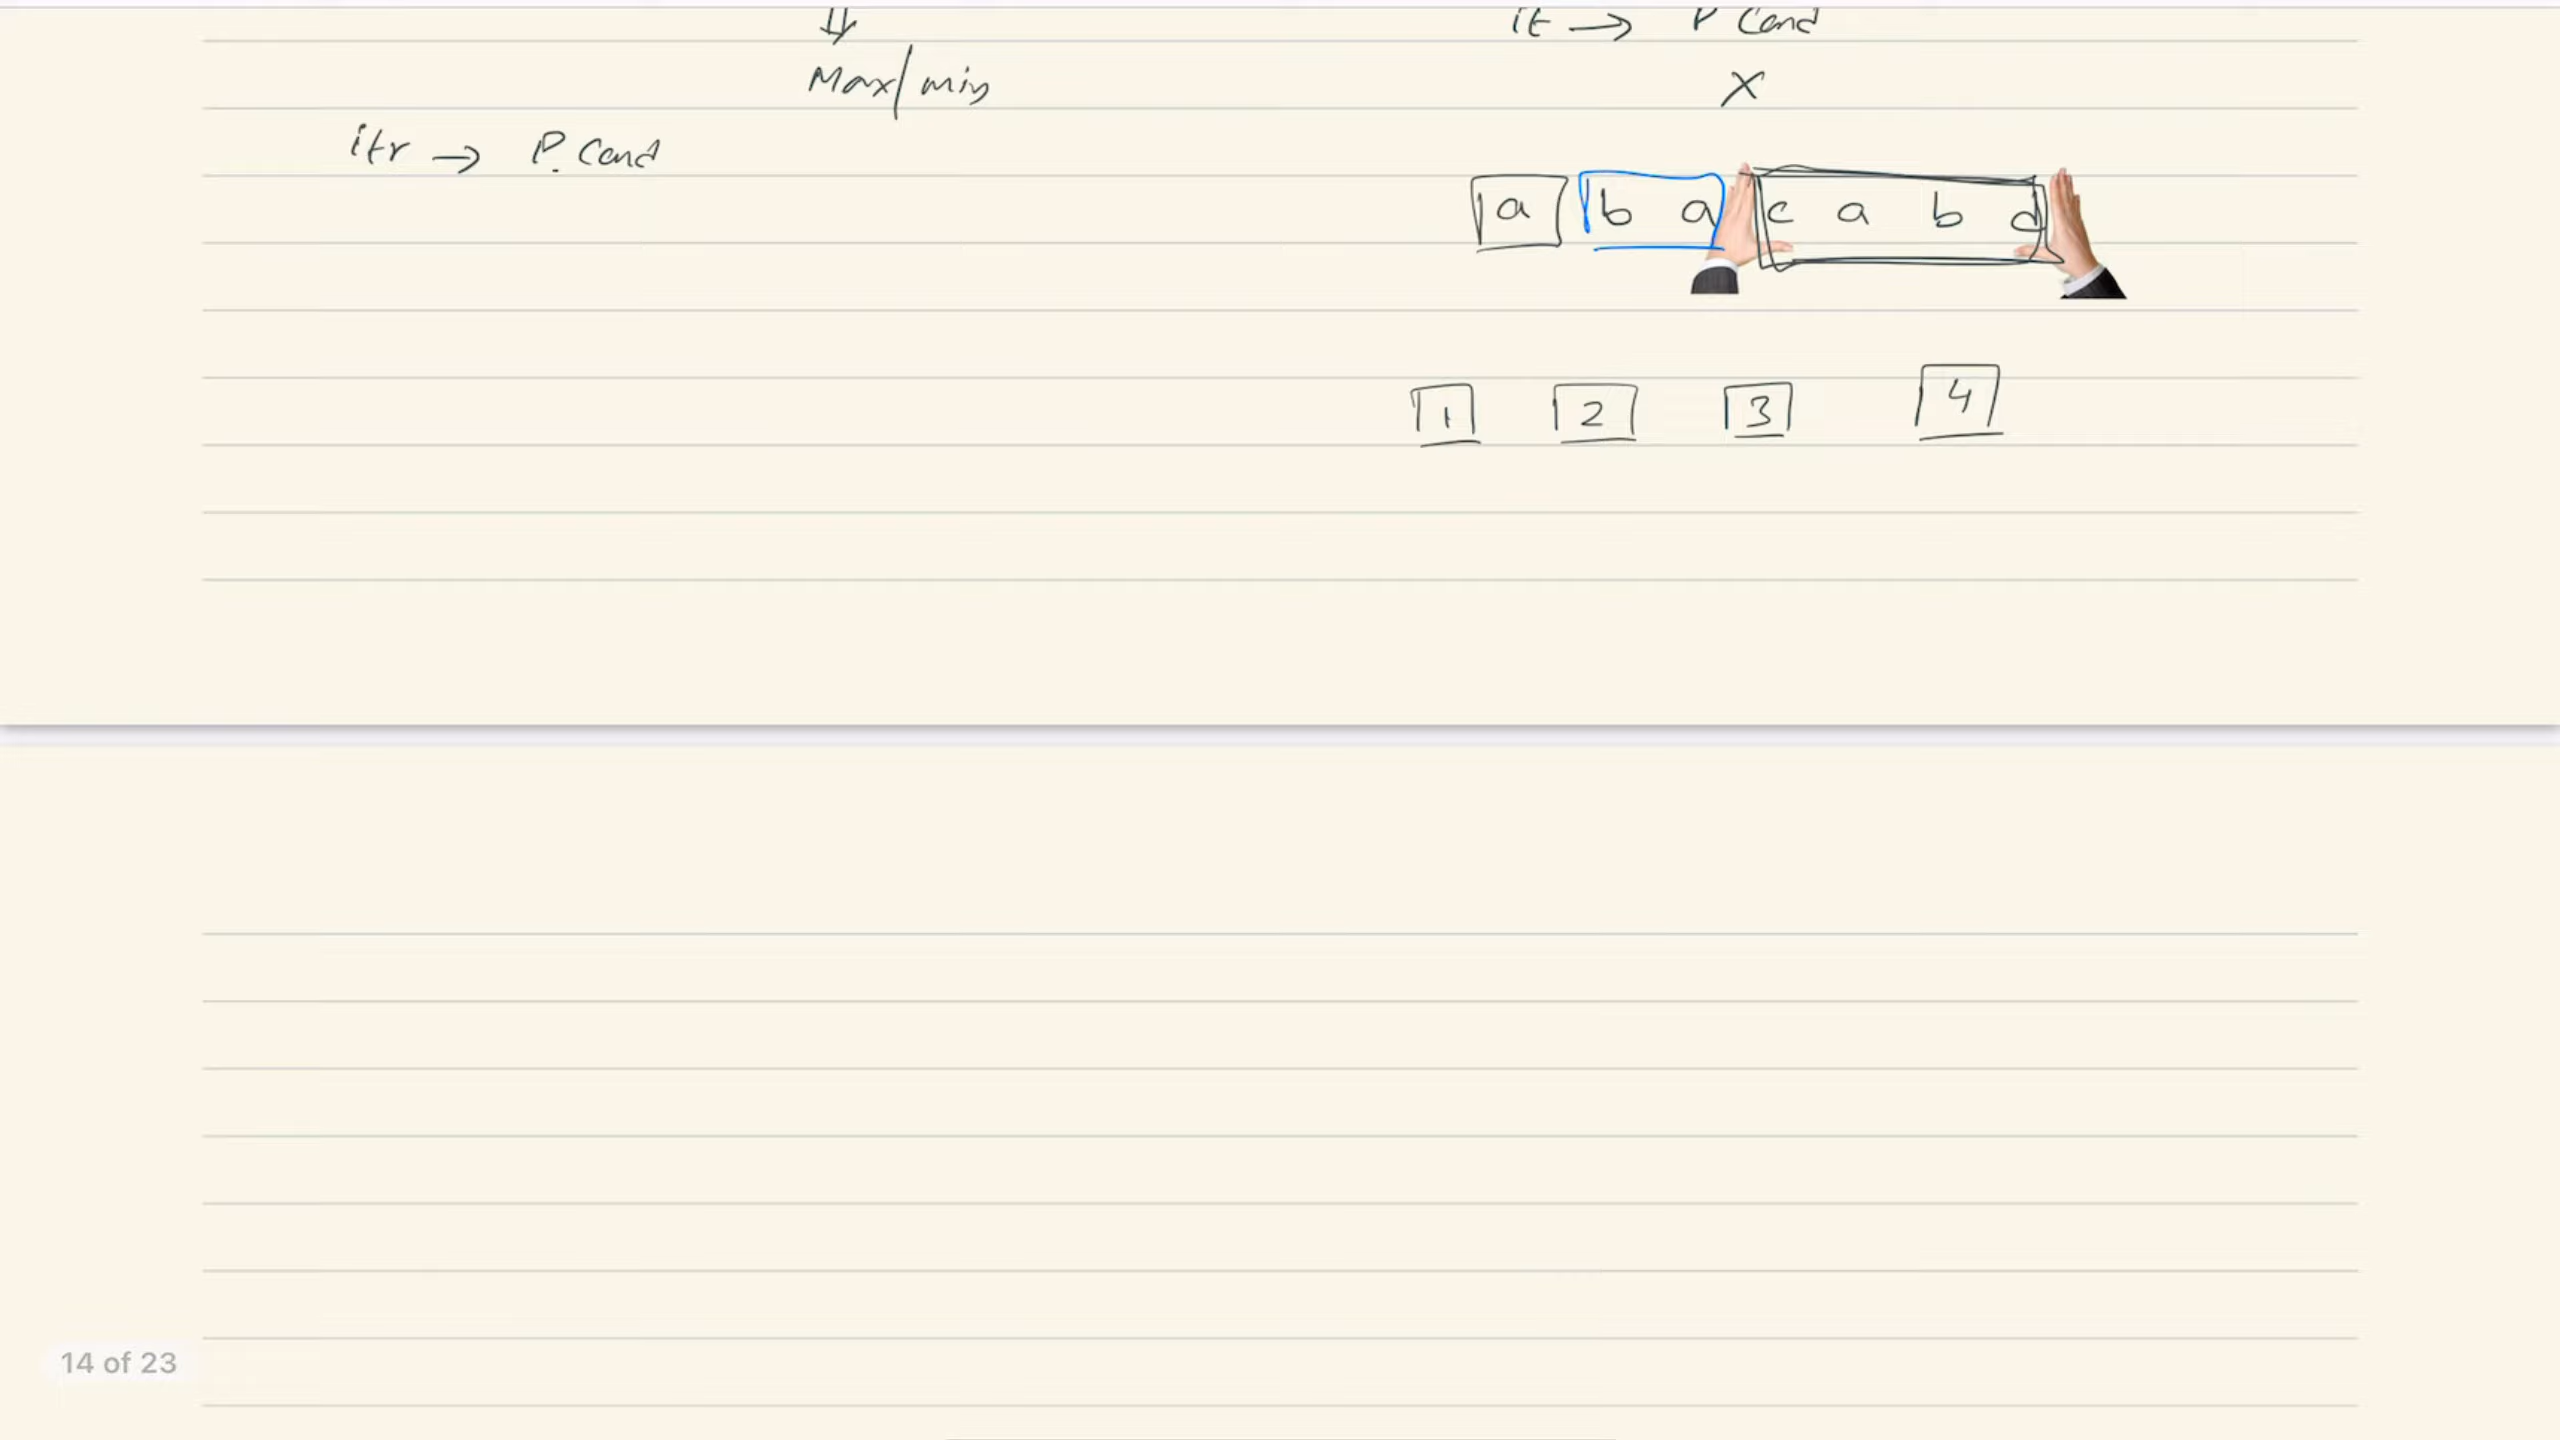 it → P Cond
Max/min
X
itr → P. Cond
a b a c a b d
1 2 3 4
14 of 23